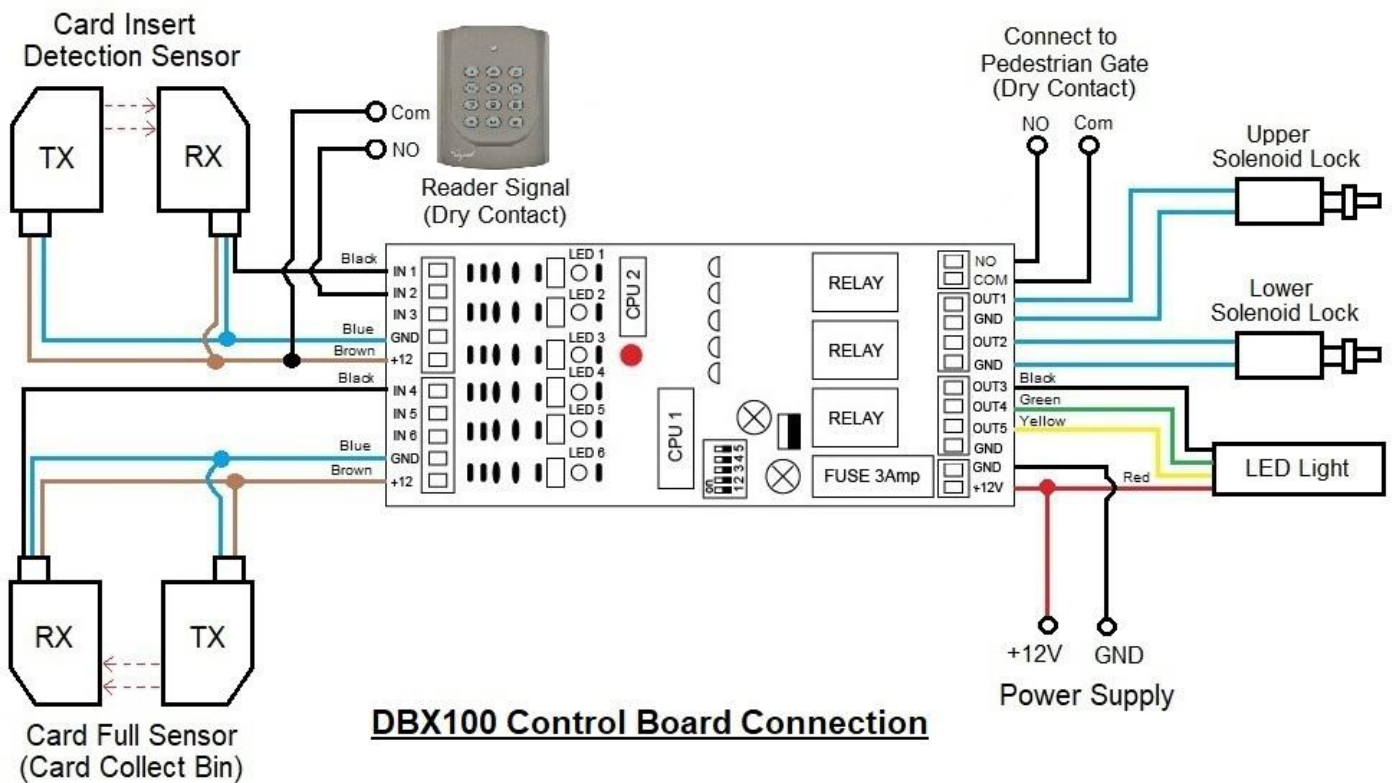 Card Insert
Detection Sensor
TX
RX
Com
NO
Reader Signal
(Dry Contact)
Connect to
Pedestrian Gate
(Dry Contact)
NO
Com
Upper
Solenoid Lock
Lower
Solenoid Lock
Black
Blue
Brown
Black
Blue
Brown
IN 1
IN 2
IN 3
GND
+12
IN 4
IN 5
IN 6
GND
+12
LED 1
LED 2
LED 3
LED 4
LED 5
LED 6
CPU 2
CPU 1
on
1 2 3 4 5
RELAY
RELAY
RELAY
FUSE 3Amp
NO
COM
OUT1
GND
OUT2
GND
OUT3
OUT4
OUT5
GND
GND
+12V
Black
Green
Yellow
Red
LED Light
+12V
GND
Power Supply
RX
TX
Card Full Sensor
(Card Collect Bin)
DBX100 Control Board Connection